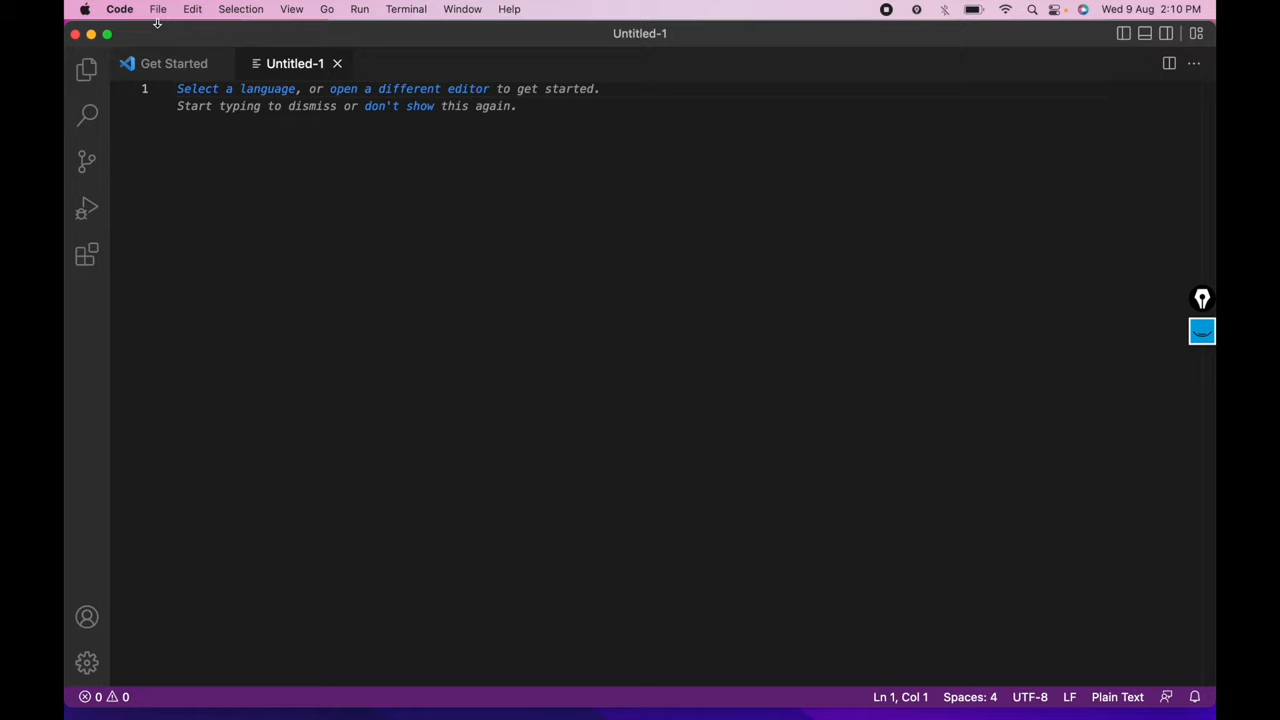 Code File Edit Selection View Go Run Terminal Window Help Wed 9 Aug 2:10 PM
Untitled-1
Get Started Untitled-1
1 Select a language, or open a different editor to get started.
Start typing to dismiss or don't show this again.
0 0 Ln 1, Col 1 Spaces: 4 UTF-8 LF Plain Text